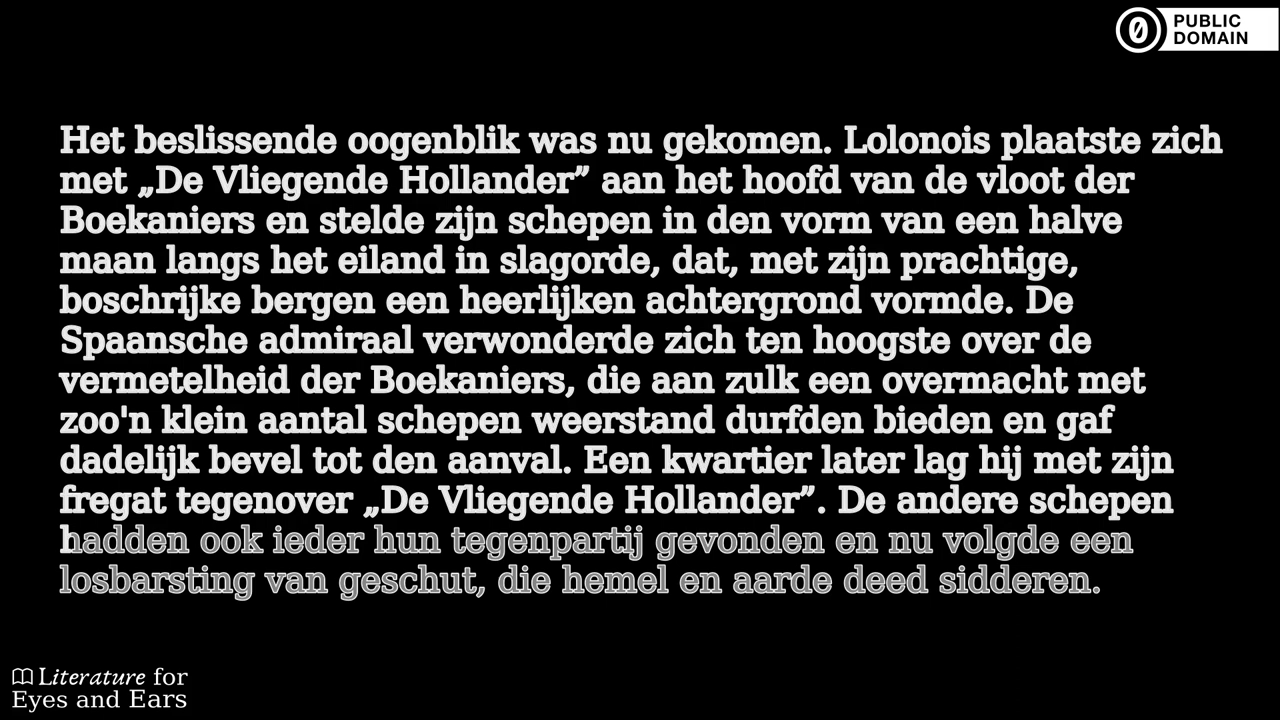 PUBLIC
DOMAIN
Het beslissende oogenblik was nu gekomen. Lolonois plaatste zich
met „De Vliegende Hollander” aan het hoofd van de vloot der
Boekaniers en stelde zijn schepen in den vorm van een halve
maan langs het eiland in slagorde, dat, met zijn prachtige,
boschrijke bergen een heerlijken achtergrond vormde. De
Spaansche admiraal verwonderde zich ten hoogste over de
vermetelheid der Boekaniers, die aan zulk een overmacht met
zoo'n klein aantal schepen weerstand durfden bieden en gaf
dadelijk bevel tot den aanval. Een kwartier later lag hij met zijn
fregat tegenover „De Vliegende Hollander”. De andere schepen
hadden ook ieder hun tegenpartij gevonden en nu volgde een
losbarsting van geschut, die hemel en aarde deed sidderen.
Literature for
Eyes and Ears